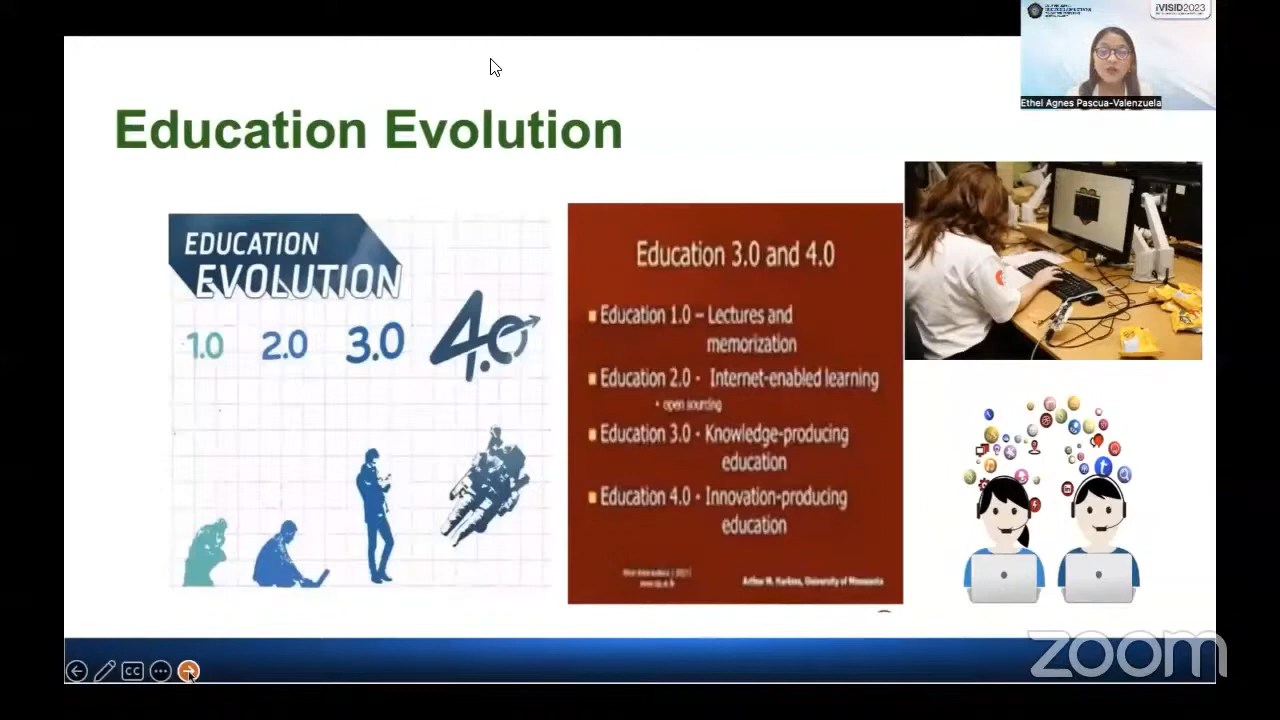 iVISID2023
Ethel Agnes Pascua-Valenzuela
Education Evolution
EDUCATION
EVOLUTION
1.0 2.0 3.0 4.0
Education 3.0 and 4.0
Education 1.0 – Lectures and
memorization
Education 2.0 - Internet-enabled learning
• open sourcing
Education 3.0 - Knowledge-producing
education
Education 4.0 - Innovation-producing
education
Arthur M. Harkins, University of Minnesota
CC
zoom